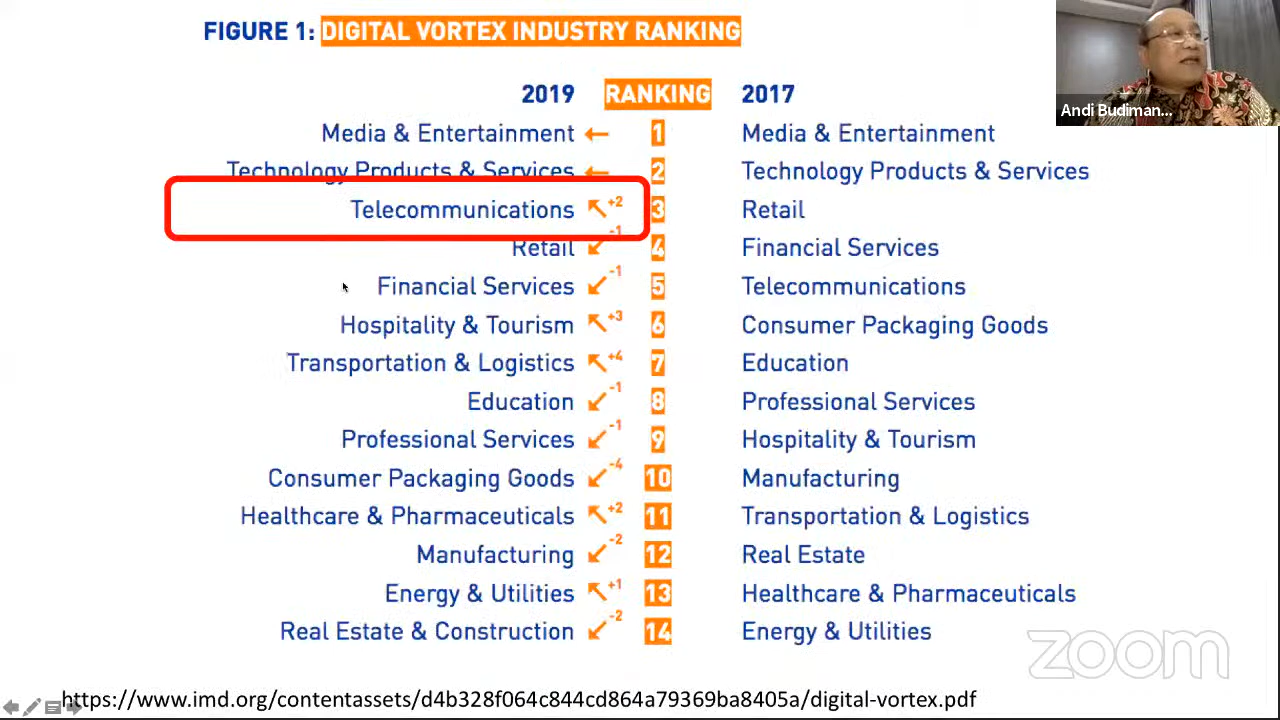 FIGURE 1: DIGITAL VORTEX INDUSTRY RANKING
2019 RANKING 2017
Media & Entertainment 1 Media & Entertainment
Technology Products & Services 2 Technology Products & Services
Telecommunications +2 3 Retail
Retail -1 4 Financial Services
Financial Services -1 5 Telecommunications
Hospitality & Tourism +3 6 Consumer Packaging Goods
Transportation & Logistics +4 7 Education
Education -1 8 Professional Services
Professional Services -1 9 Hospitality & Tourism
Consumer Packaging Goods -4 10 Manufacturing
Healthcare & Pharmaceuticals +2 11 Transportation & Logistics
Manufacturing -2 12 Real Estate
Energy & Utilities +1 13 Healthcare & Pharmaceuticals
Real Estate & Construction -2 14 Energy & Utilities
https://www.imd.org/contentassets/d4b328f064c844cd864a79369ba8405a/digital-vortex.pdf
Andi Budiman...
zoom